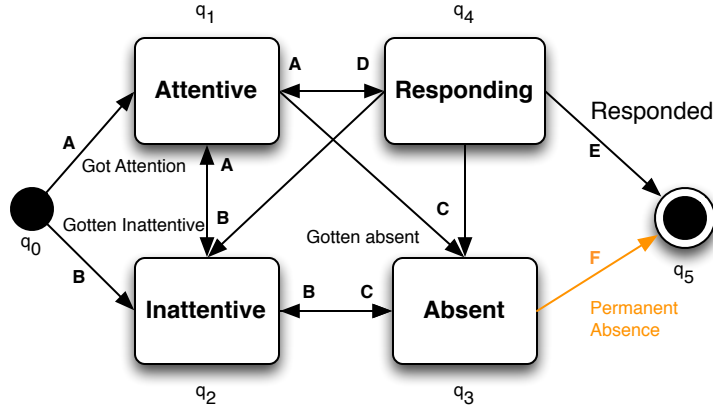 q1
q4
A
D
Attentive
Responding
Responded
A
E
Got Attention
A
Gotten Inattentive
B
C
q0
Gotten absent
B
F
q5
B
C
Inattentive
Absent
Permanent
Absence
q2
q3